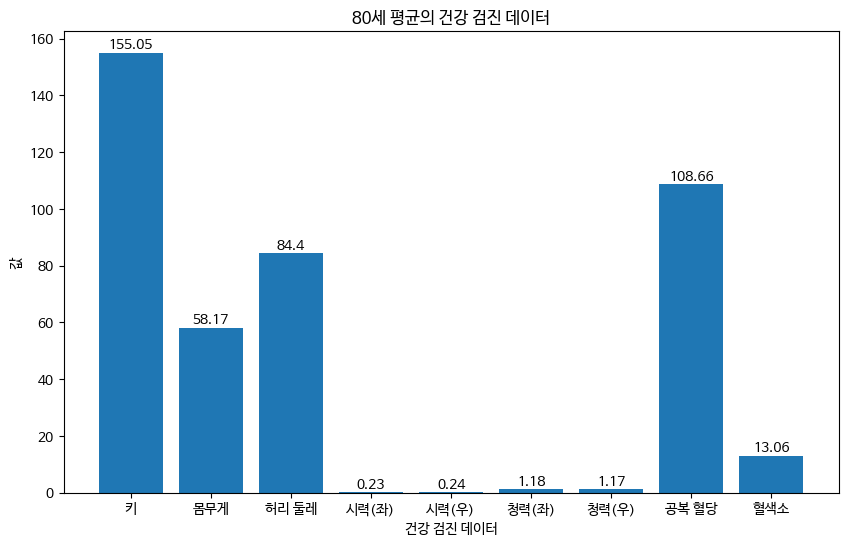 80세 평균의 건강 검진 데이터
값
160
140
120
100
80
60
40
20
0
155.05
58.17
84.4
0.23
0.24
1.18
1.17
108.66
13.06
키
몸무게
허리 둘레
시력(좌)
시력(우)
청력(좌)
청력(우)
공복 혈당
혈색소
건강 검진 데이터